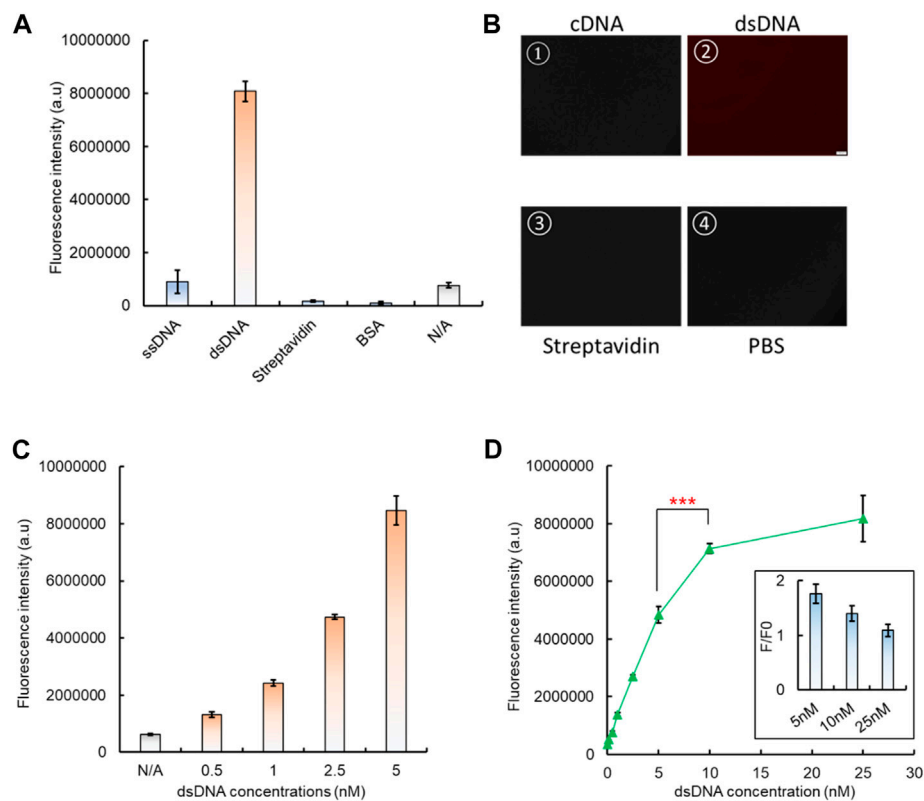 A
Fluorescence intensity (a.u)
10000000
8000000
6000000
4000000
2000000
0
ssDNA
dsDNA
Streptavidin
BSA
N/A
B
cDNA
dsDNA
①
②
③
④
Streptavidin
PBS
C
Fluorescence intensity (a.u)
10000000
8000000
6000000
4000000
2000000
0
N/A
0.5
1
2.5
5
dsDNA concentrations (nM)
D
Fluorescence intensity (a.u)
10000000
8000000
6000000
4000000
2000000
0
***
0
5
10
15
20
25
30
dsDNA concentration (nM)
F/F0
2
1
0
5nM
10nM
25nM